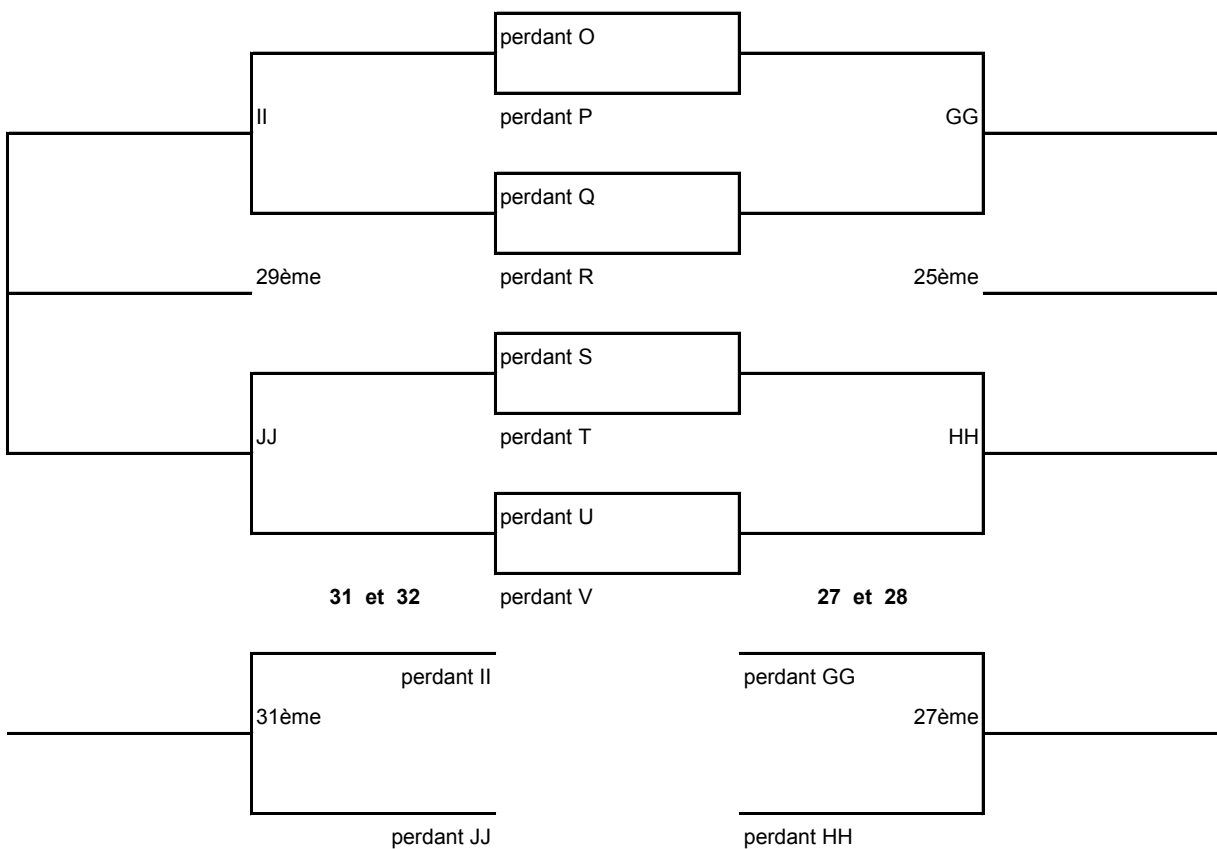 perdant O
II perdant P GG
perdant Q
29ème perdant R 25ème
perdant S
JJ perdant T HH
perdant U
31 et 32 perdant V 27 et 28
perdant II perdant GG
31ème 27ème
perdant JJ perdant HH